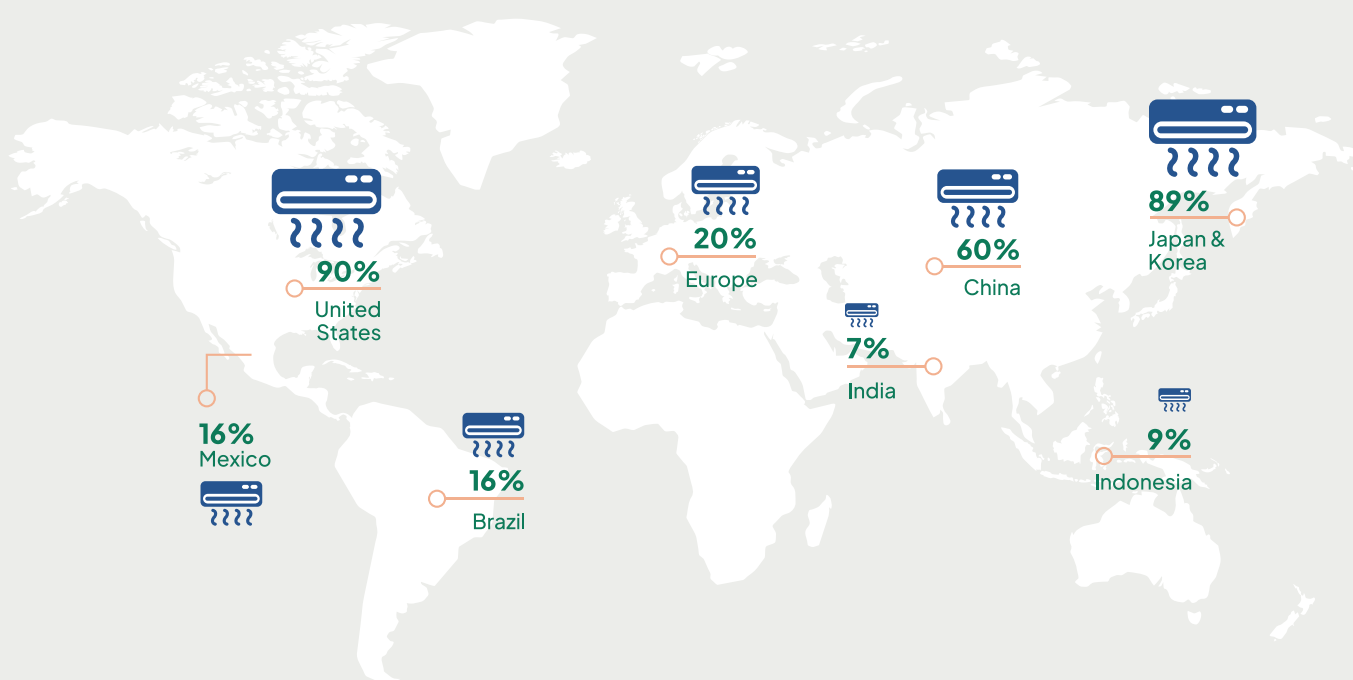 90%
United
States
16%
Mexico
16%
Brazil
20%
Europe
7%
India
60%
China
89%
Japan &
Korea
9%
Indonesia